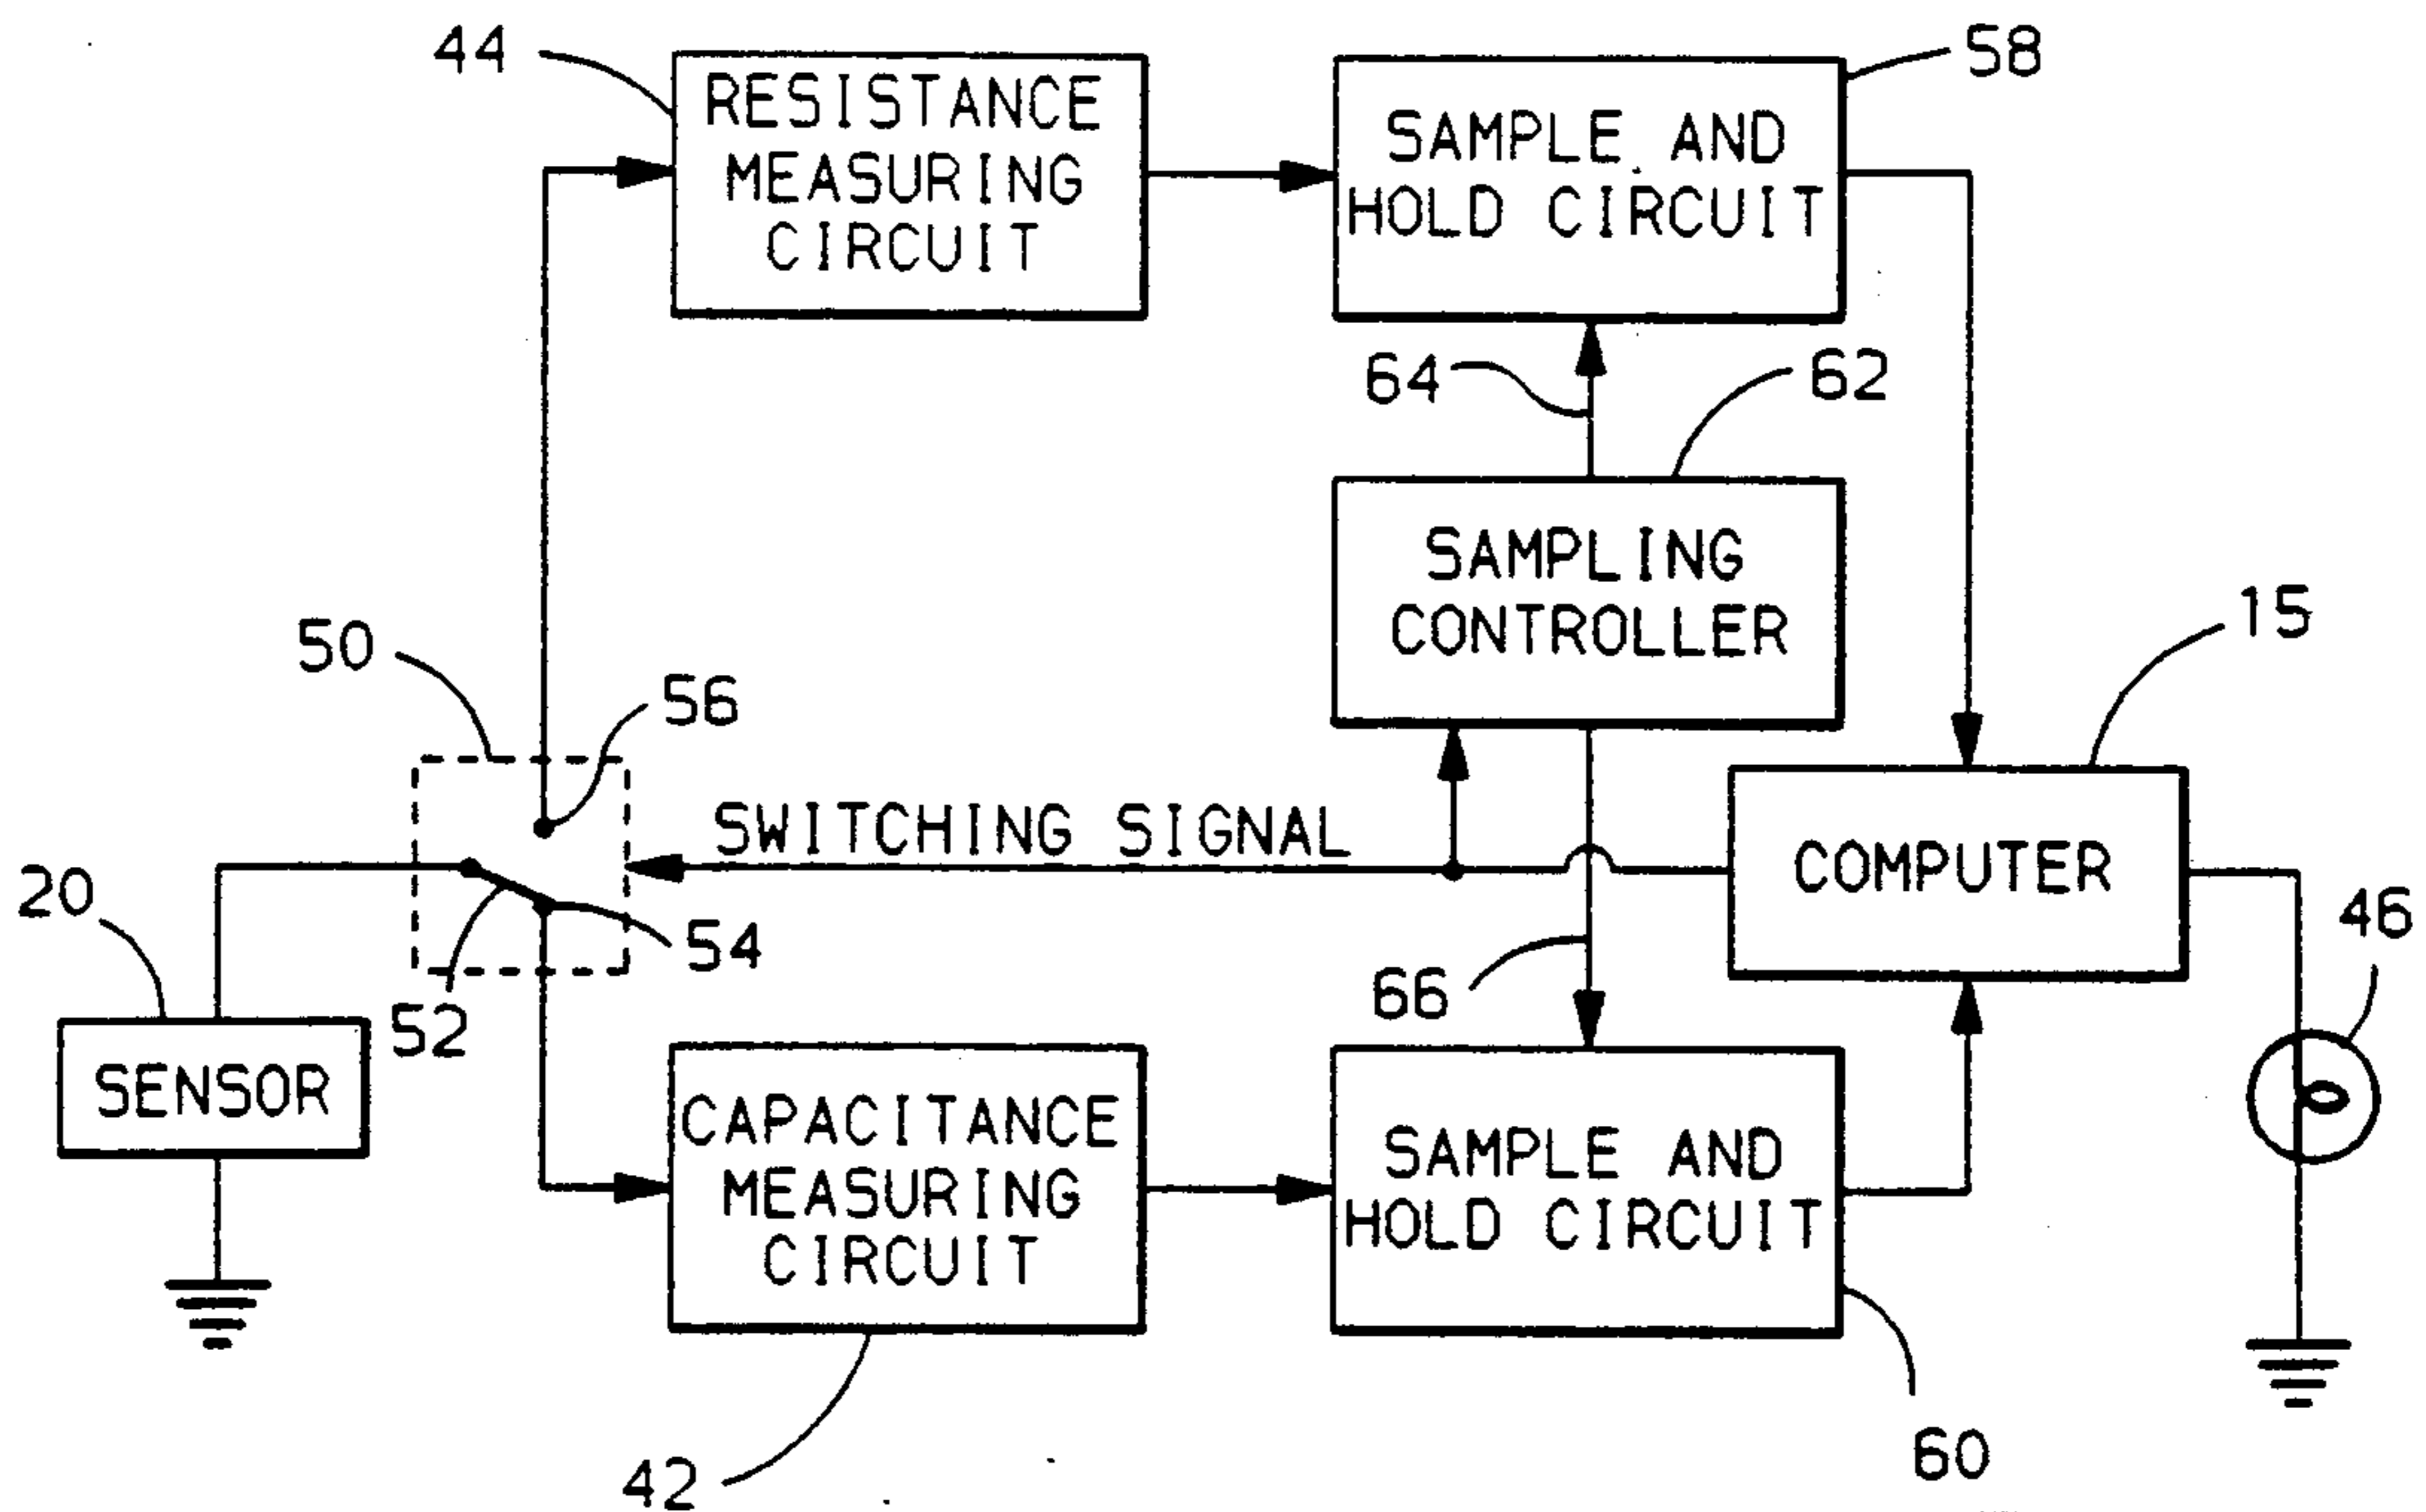 44
RESISTANCE
MEASURING
CIRCUIT
SAMPLE AND
HOLD CIRCUIT
58
64
62
SAMPLING
CONTROLLER
15
50
56
SWITCHING SIGNAL
COMPUTER
20
54
46
52
66
SENSOR
CAPACITANCE
MEASURING
CIRCUIT
SAMPLE AND
HOLD CIRCUIT
42
60